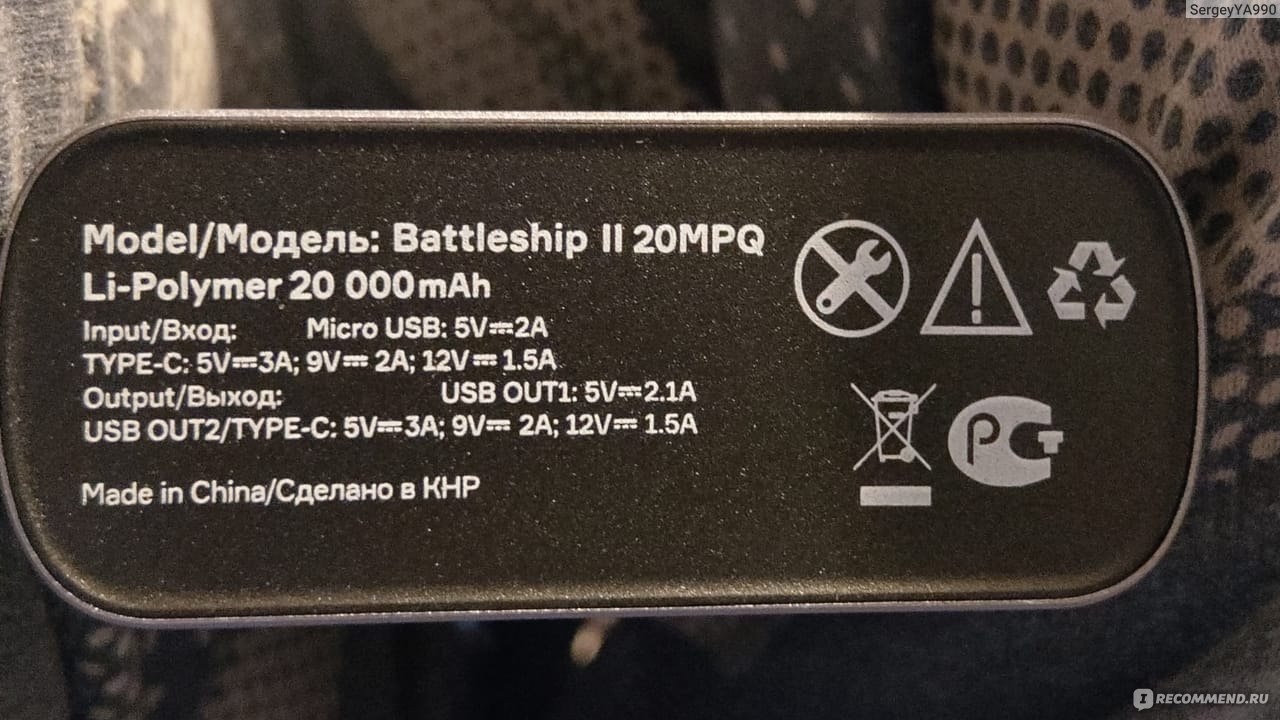 SergeyYA990
Model/Модель: Battleship II 20MPQ
Li-Polymer 20 000mAh
Input/Вход: Micro USB: 5V⎓2A
TYPE-C: 5V⎓3A; 9V⎓ 2A; 12V⎓ 1.5A
Output/Выход: USB OUT1: 5V⎓2.1A
USB OUT2/TYPE-C: 5V⎓3A; 9V⎓ 2A; 12V⎓ 1.5A
Made in China/Сделано в КНР
РСТ
IRECOMMEND.RU